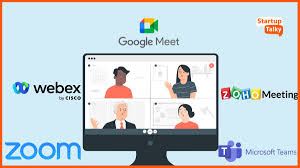 Startup
Talky
Google Meet
webex
by CISCO
ZOHO Meeting
zoom
Microsoft Teams